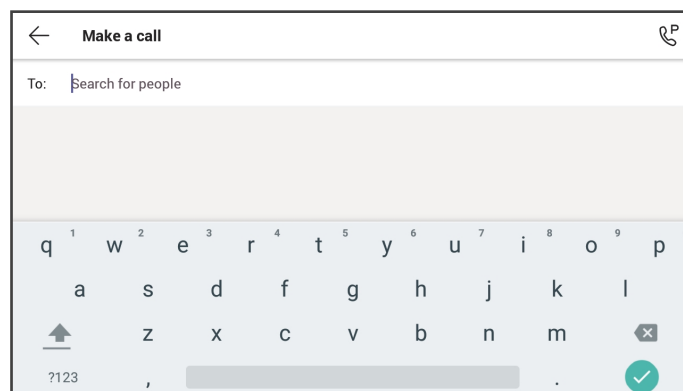 Make a call P
To: Search for people
1 2 3 4 5 6 7 8 9
q w e r t y u i o p
a s d f g h j k l
z x c v b n m
?123 , .